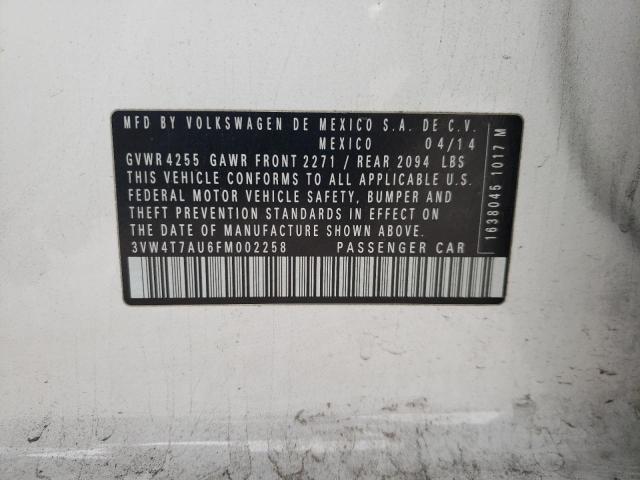 MFD BY VOLKSWAGEN DE MEXICO S.A. DE C.V.
MEXICO 04/14
GVWR 4255 GAWR FRONT 2271 / REAR 2094 LBS
THIS VEHICLE CONFORMS TO ALL APPLICABLE U.S.
FEDERAL MOTOR VEHICLE SAFETY, BUMPER AND
THEFT PREVENTION STANDARDS IN EFFECT ON
THE DATE OF MANUFACTURE SHOWN ABOVE.
3VW4T7AU6FM002258 PASSENGER CAR
1638045 1017 M